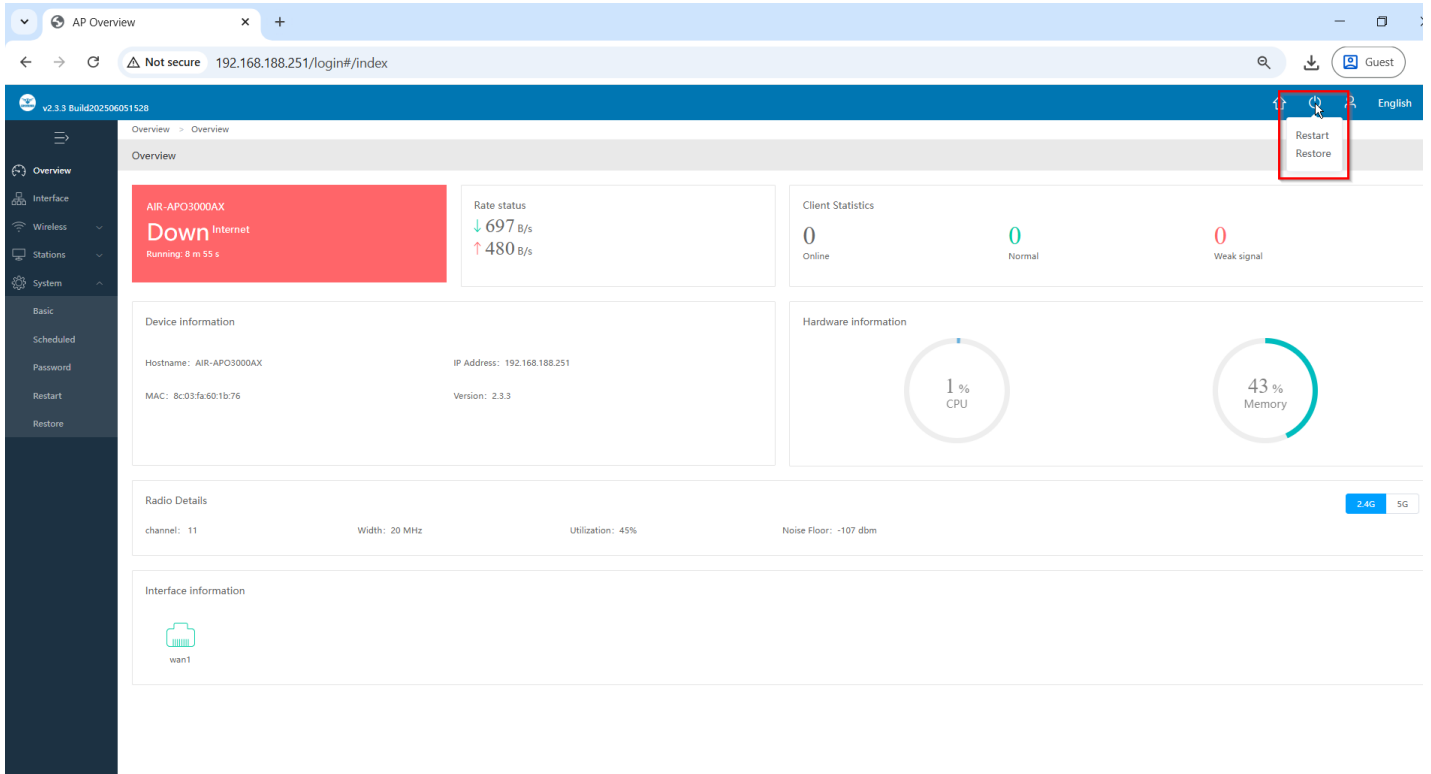 AP Overview
Not secure 192.168.188.251/login#/index
Guest
v2.3.3 Build202506051528
English
Restart
Restore
Overview > Overview
Overview
Overview
Interface
Wireless
Stations
System
Basic
Scheduled
Password
Restart
Restore
AIR-APO3000AX
Down Internet
Running: 8 m 55 s
Rate status
↓ 697 B/s
↑ 480 B/s
Client Statistics
0 0 0
Online Normal Weak signal
Device information
Hostname: AIR-APO3000AX IP Address: 192.168.188.251
MAC: 8c:03:fa:60:1b:76 Version: 2.3.3
Hardware information
1 %
CPU
43 %
Memory
Radio Details
2.4G 5G
channel: 11 Width: 20 MHz Utilization: 45% Noise Floor: -107 dbm
Interface information
wan1